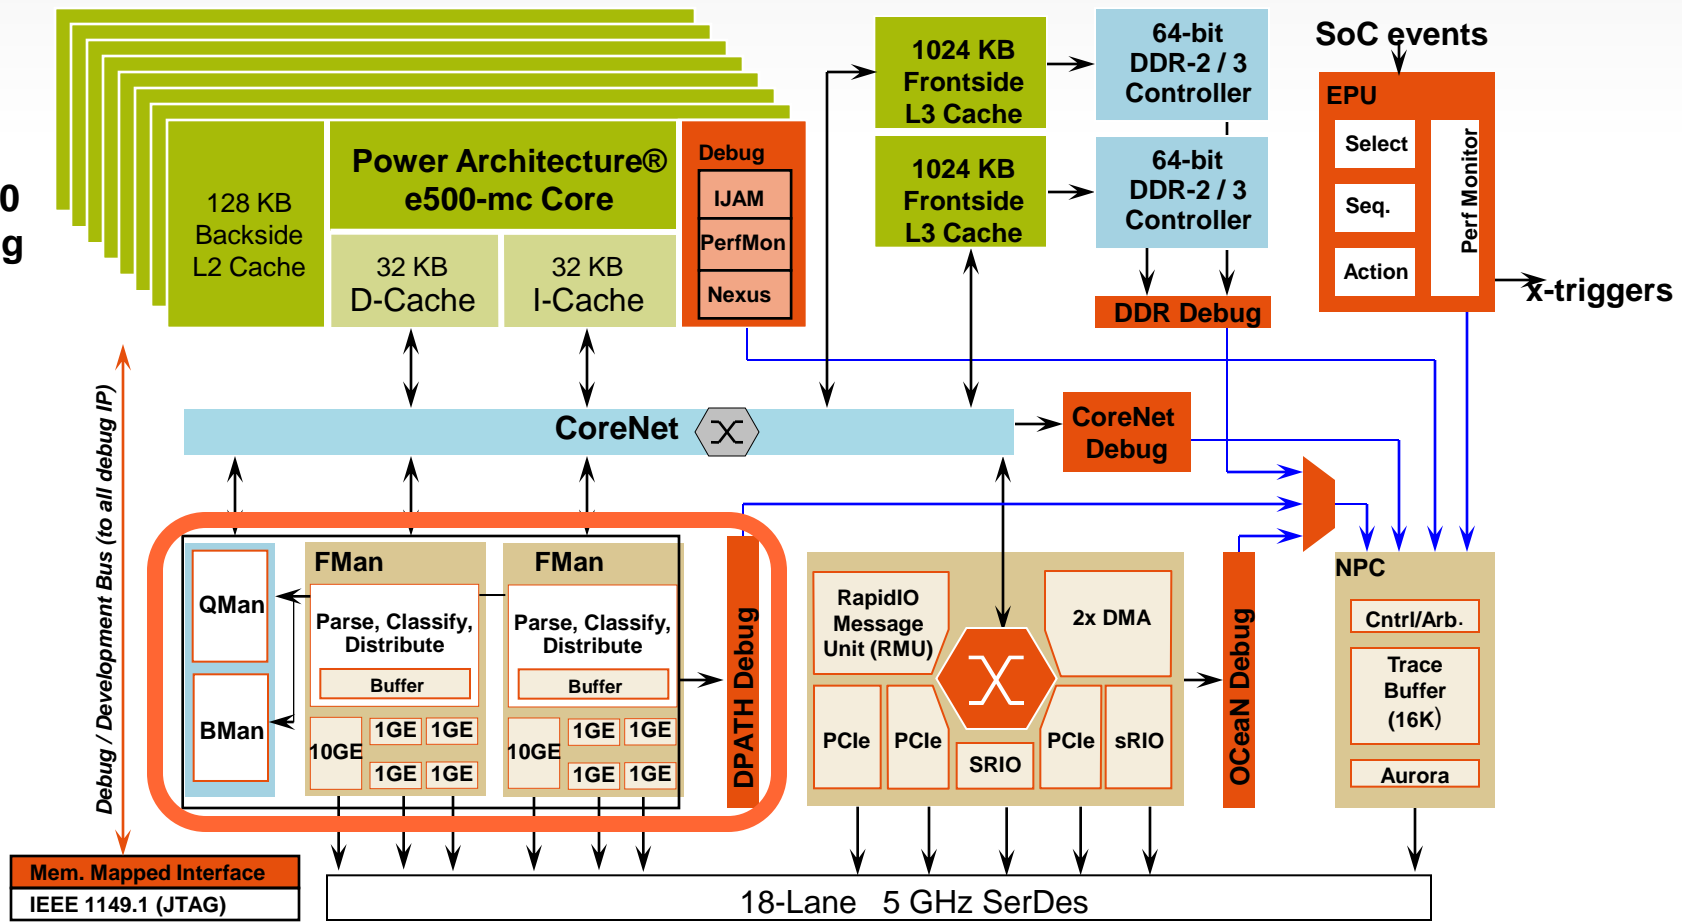 0
g
128 KB
Backside
L2 Cache
Power Architecture®
e500-mc Core
32 KB
D-Cache
32 KB
I-Cache
Debug
IJAM
PerfMon
Nexus
1024 KB
Frontside
L3 Cache
1024 KB
Frontside
L3 Cache
64-bit
DDR-2 / 3
Controller
64-bit
DDR-2 / 3
Controller
DDR Debug
SoC events
EPU
Select
Seq.
Action
Perf Monitor
x-triggers
CoreNet
CoreNet
Debug
Debug / Development Bus (to all debug IP)
QMan
BMan
FMan
Parse, Classify,
Distribute
Buffer
10GE
1GE
1GE
1GE
1GE
FMan
Parse, Classify,
Distribute
Buffer
10GE
1GE
1GE
1GE
1GE
DPATH Debug
RapidIO
Message
Unit (RMU)
2x DMA
PCIe
PCIe
SRIO
PCIe
sRIO
OCeaN Debug
NPC
Cntrl/Arb.
Trace
Buffer
(16K)
Aurora
Mem. Mapped Interface
IEEE 1149.1 (JTAG)
18-Lane 5 GHz SerDes